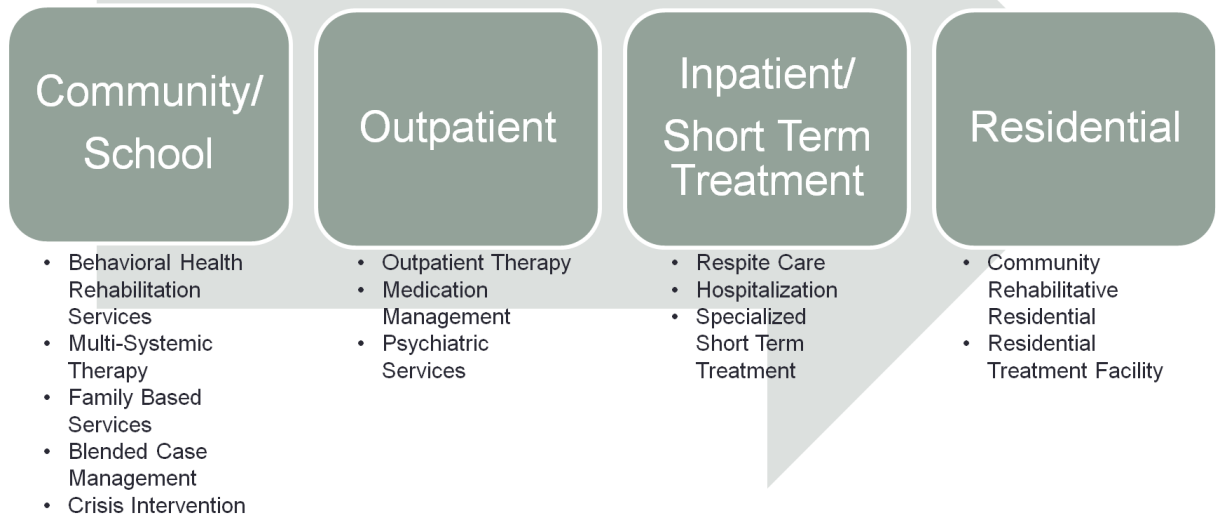 Community/
School
Outpatient
Inpatient/
Short Term
Treatment
Residential
• Behavioral Health
Rehabilitation
Services
• Multi-Systemic
Therapy
• Family Based
Services
• Blended Case
Management
• Crisis Intervention
• Outpatient Therapy
• Medication
Management
• Psychiatric
Services
• Respite Care
• Hospitalization
• Specialized
Short Term
Treatment
• Community
Rehabilitative
Residential
• Residential
Treatment Facility